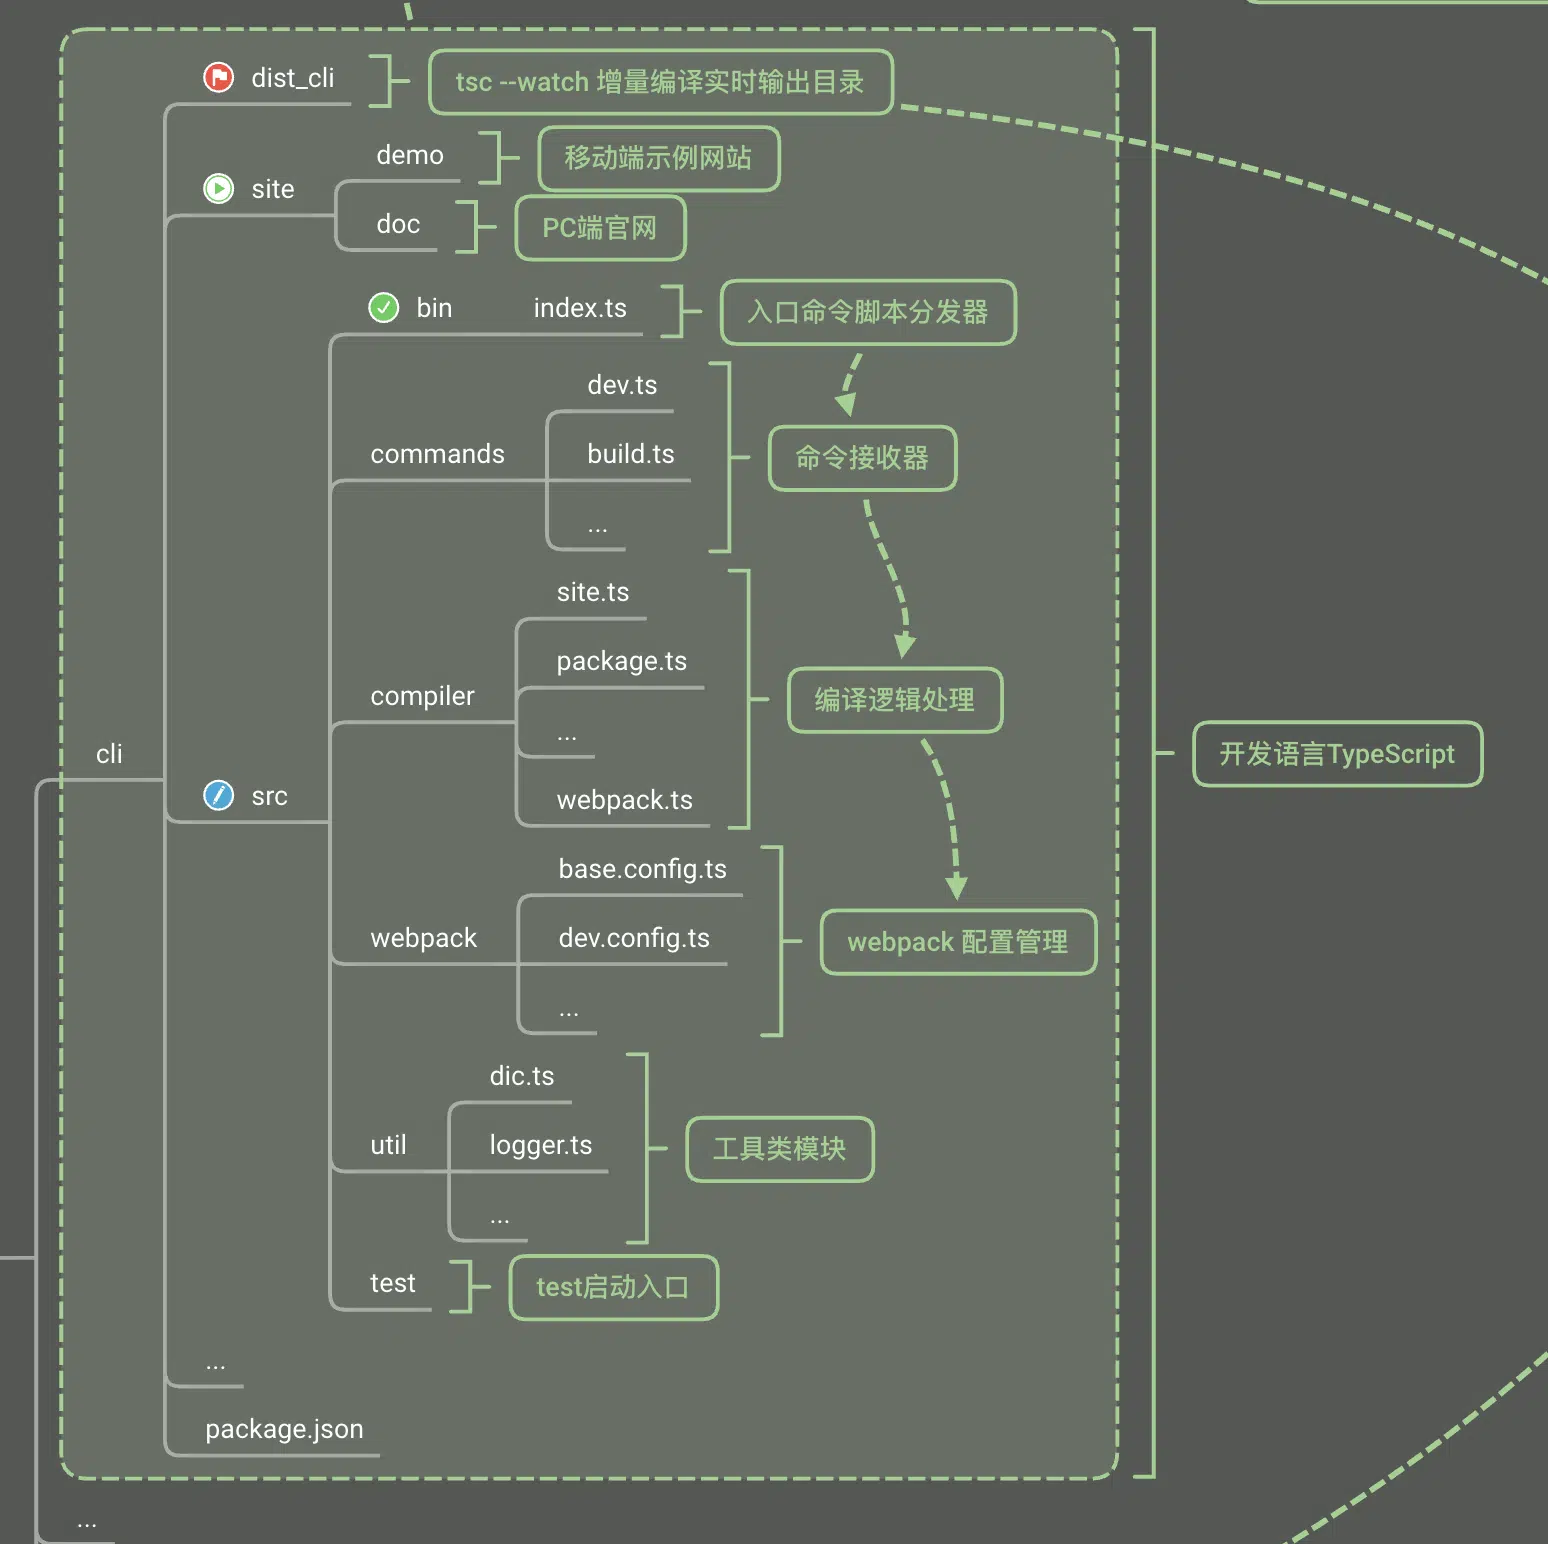 dist_cli
tsc --watch 增量编译实时输出目录
demo
移动端示例网站
site
doc
PC端官网
bin
index.ts
入口命令脚本分发器
dev.ts
commands
build.ts
命令接收器
...
site.ts
package.ts
compiler
编译逻辑处理
...
webpack.ts
cli
开发语言TypeScript
src
base.config.ts
webpack
dev.config.ts
webpack 配置管理
...
dic.ts
util
logger.ts
工具类模块
...
test
test启动入口
...
package.json
...